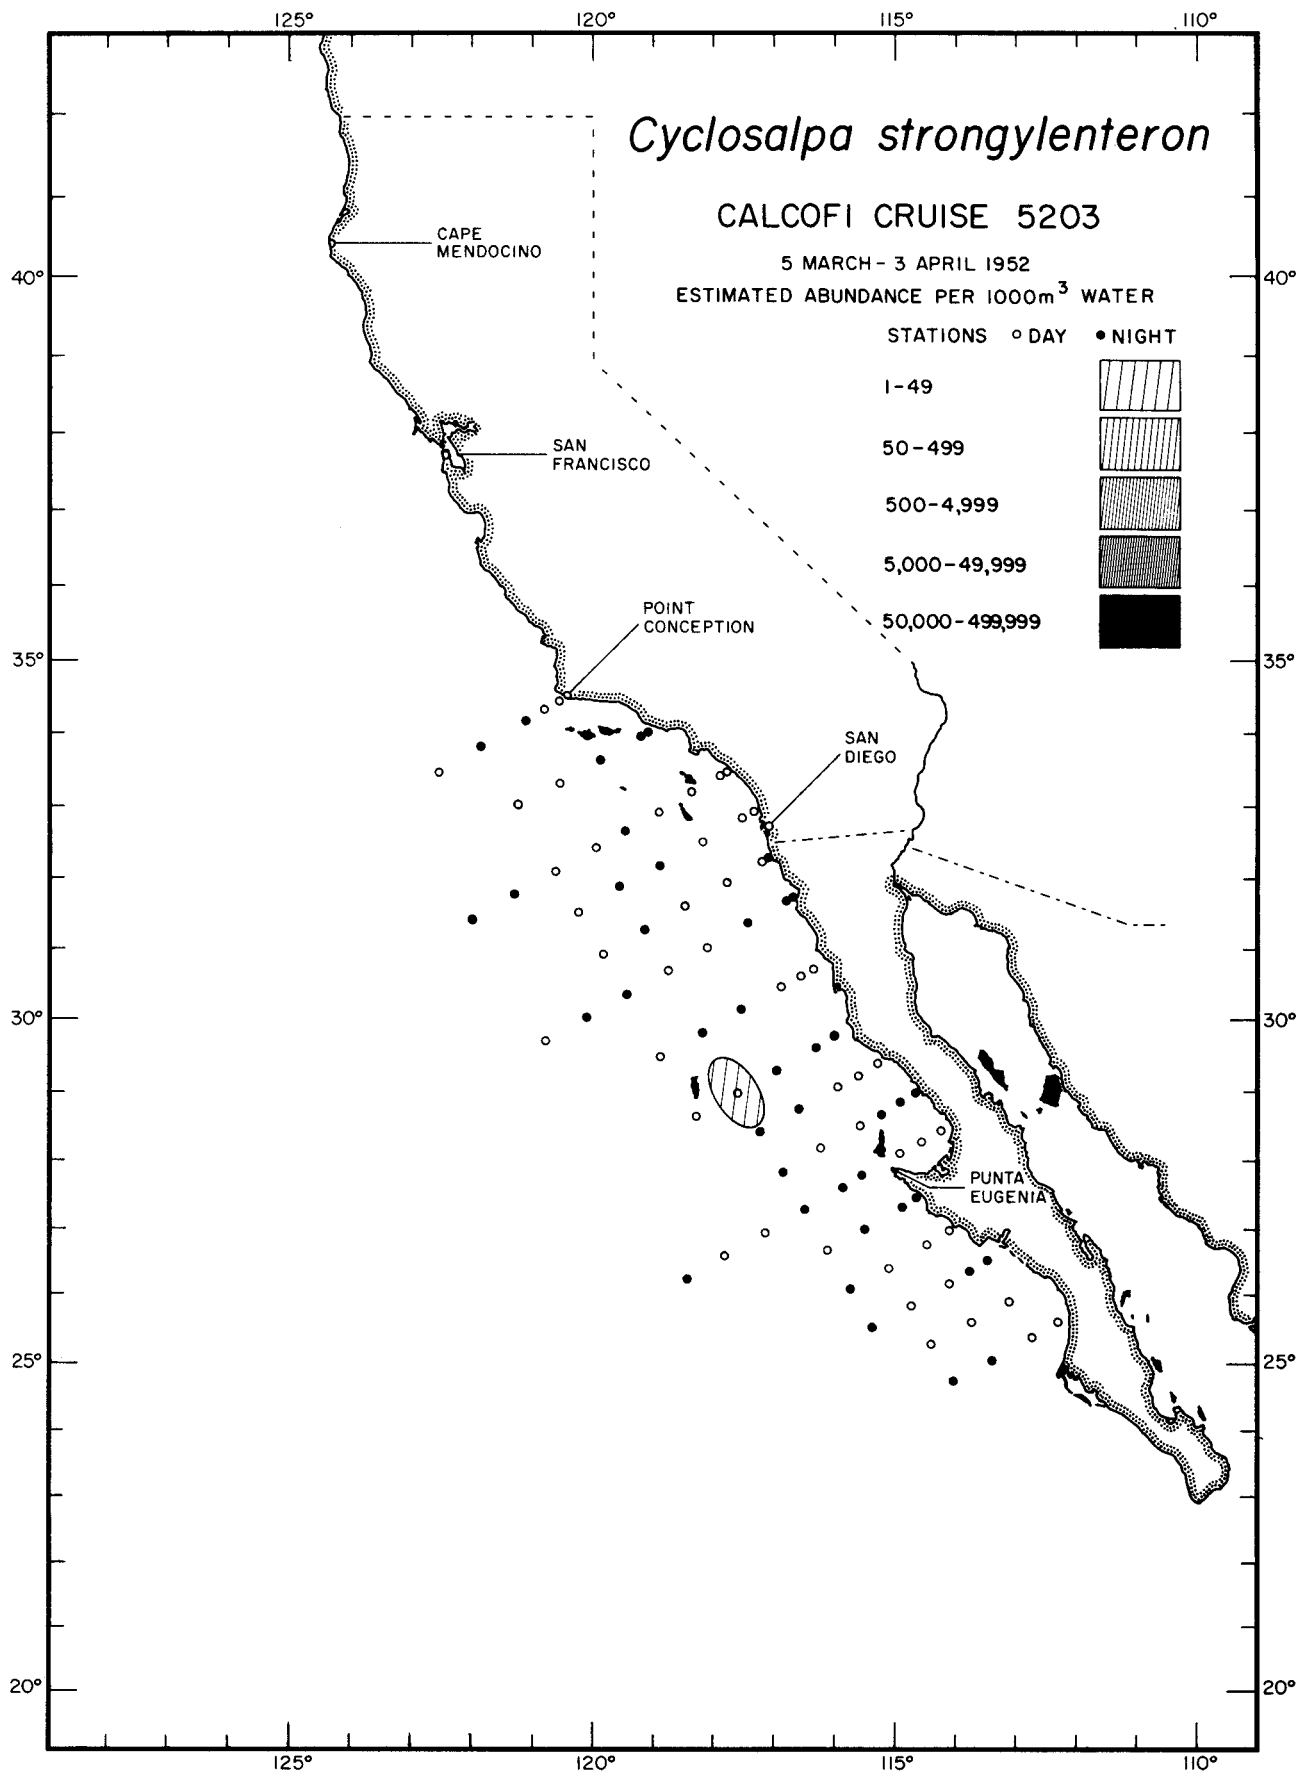 125° 120° 115° 110°
Cyclosalpa strongylenteron
CALCOFI CRUISE 5203
5 MARCH – 3 APRIL 1952
ESTIMATED ABUNDANCE PER 1000m³ WATER
STATIONS ○ DAY ● NIGHT
1–49
50–499
500–4,999
5,000–49,999
50,000–499,999
CAPE
MENDOCINO
40° 40°
SAN
FRANCISCO
POINT
CONCEPTION
35° 35°
SAN
DIEGO
30° 30°
PUNTA
EUGENIA
25° 25°
20° 20°
125° 120° 115° 110°